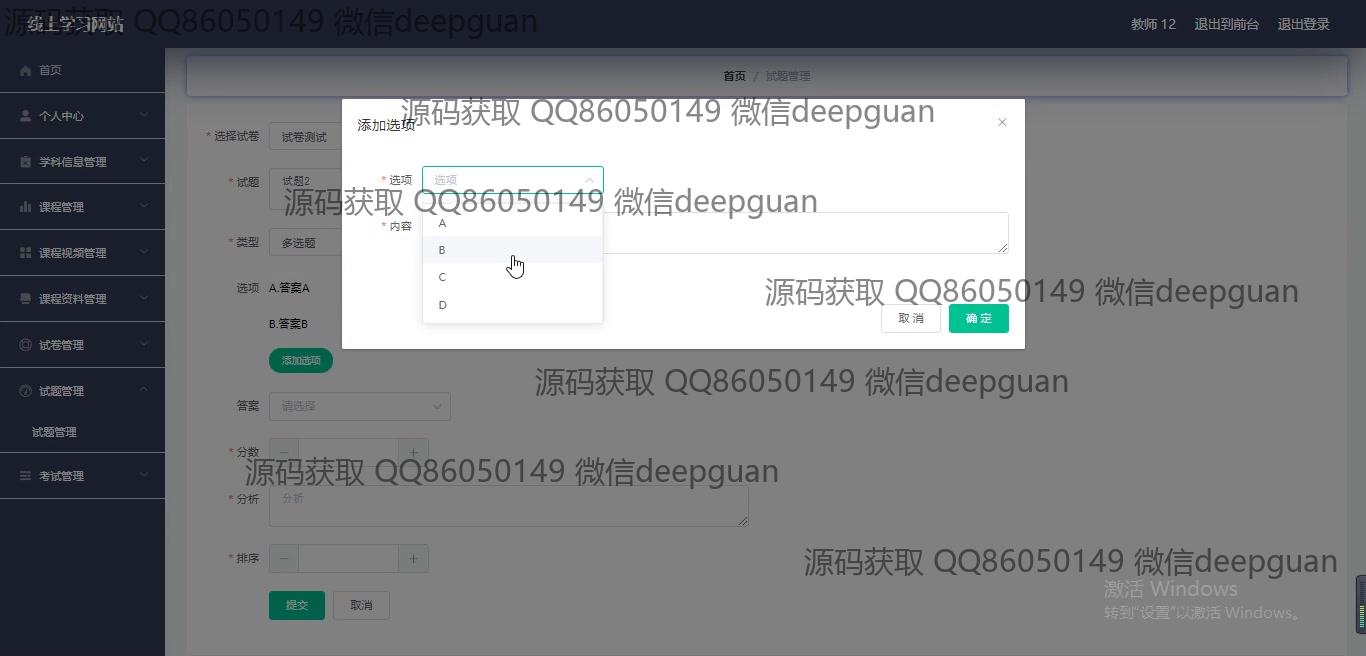 线上学习网站
源码获取 QQ86050149 微信deepguan
教师 12 退出到前台 退出登录
首页
个人中心
学科信息管理
课程管理
课程视频管理
课程资料管理
试卷管理
试题管理
试题管理
考试管理
首页 / 试题管理
* 选择试卷 试卷测试
* 试题 试题2
* 类型 多选题
选项 A.答案A
B.答案B
添加选项
答案 请选择
* 分数 − +
* 分析 分析
* 排序 − +
提交 取消
添加选项 ×
源码获取 QQ86050149 微信deepguan
* 选项 选项
源码获取 QQ86050149 微信deepguan
* 内容
A
B
C
D
源码获取 QQ86050149 微信deepguan
取 消 确 定
源码获取 QQ86050149 微信deepguan
源码获取 QQ86050149 微信deepguan
源码获取 QQ86050149 微信deepguan
激活 Windows
转到“设置”以激活 Windows。